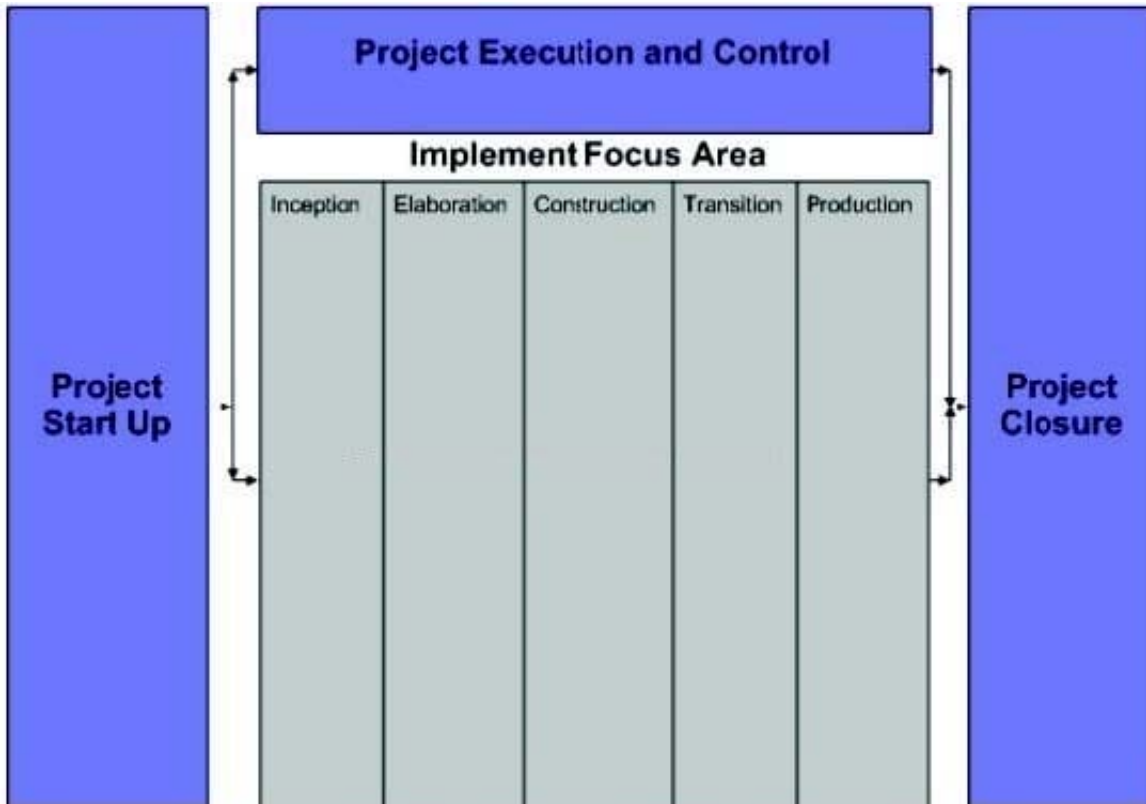 Project Execution and Control
Implement Focus Area
Inception
Elaboration
Construction
Transition
Production
Project
Start Up
Project
Closure